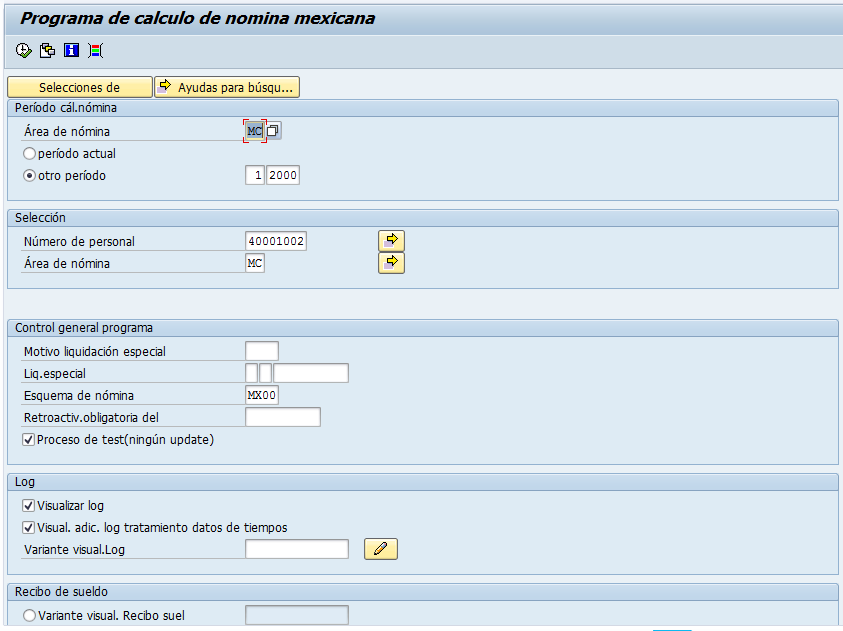 Programa de calculo de nomina mexicana
Selecciones de
Ayudas para búsqu...
Período cál.nómina
Área de nómina MC
período actual
otro período 1 2000
Selección
Número de personal 40001002
Área de nómina MC
Control general programa
Motivo liquidación especial
Liq.especial
Esquema de nómina MX00
Retroactiv.obligatoria del
Proceso de test(ningún update)
Log
Visualizar log
Visual. adic. log tratamiento datos de tiempos
Variante visual.Log
Recibo de sueldo
Variante visual. Recibo suel